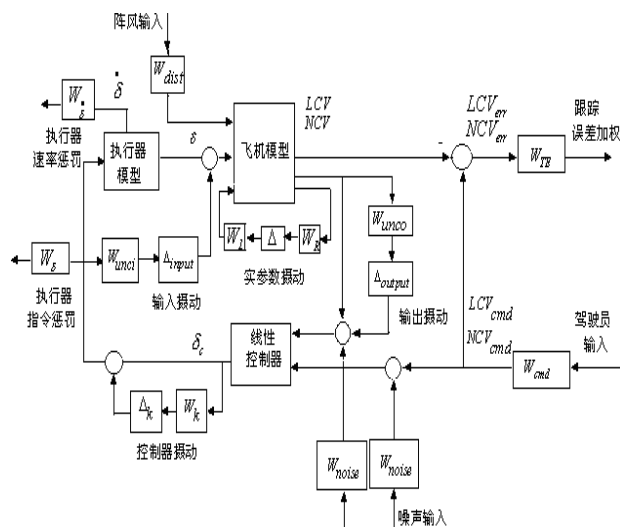 阵风输入
W_dist
W_δ̇
δ̇
执行器
速率惩罚
执行器
模型
δ
飞机模型
LCV
NCV
-
LCV_err
NCV_err
W_TB
跟踪
误差加权
W_L
Δ
W_R
实参数摄动
W_unco
Δ_output
输出摄动
W_δ
执行器
指令惩罚
W_unci
Δ_input
输入摄动
δ_c
线性
控制器
LCV_cmd
NCV_cmd
W_cmd
驾驶员
输入
Δ_k
W_k
控制器摄动
W_noise
W_noise
噪声输入